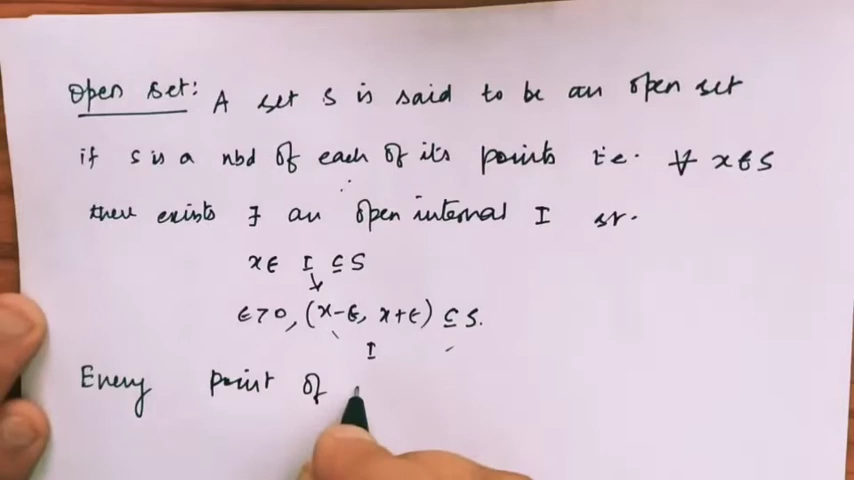 Open set: A set S is said to be an open set
if S is a nbd of each of its points i.e. ∀ x∈S
there exists ∃ an open interval I st.
x∈ I ⊆ S
↓
∈>0, (x-∈, x+∈) ⊆ S.
I
Every point of